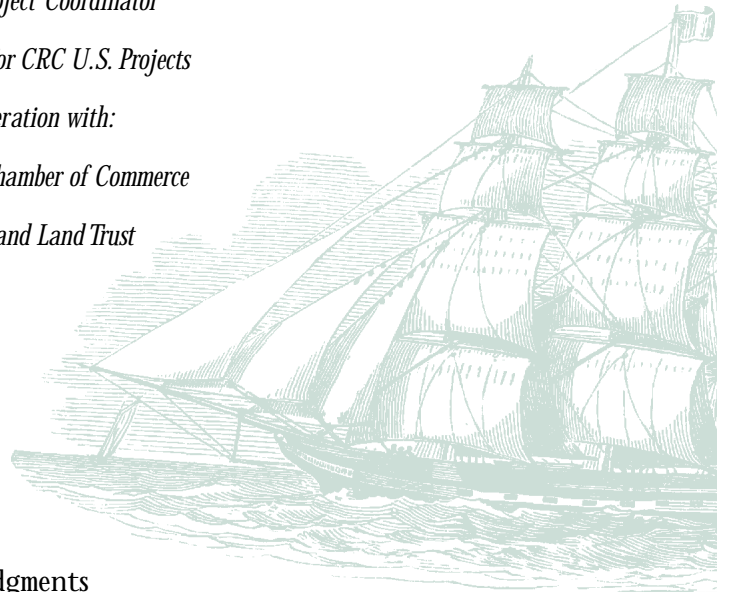 oject Coordinator
or CRC U.S. Projects
eration with:
hamber of Commerce
and Land Trust
dgments